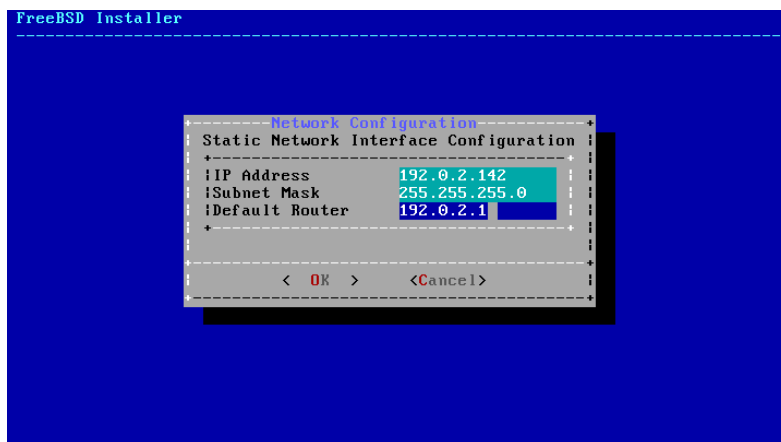 FreeBSD Installer
Network Configuration
Static Network Interface Configuration
IP Address 192.0.2.142
Subnet Mask 255.255.255.0
Default Router 192.0.2.1
< OK > <Cancel>